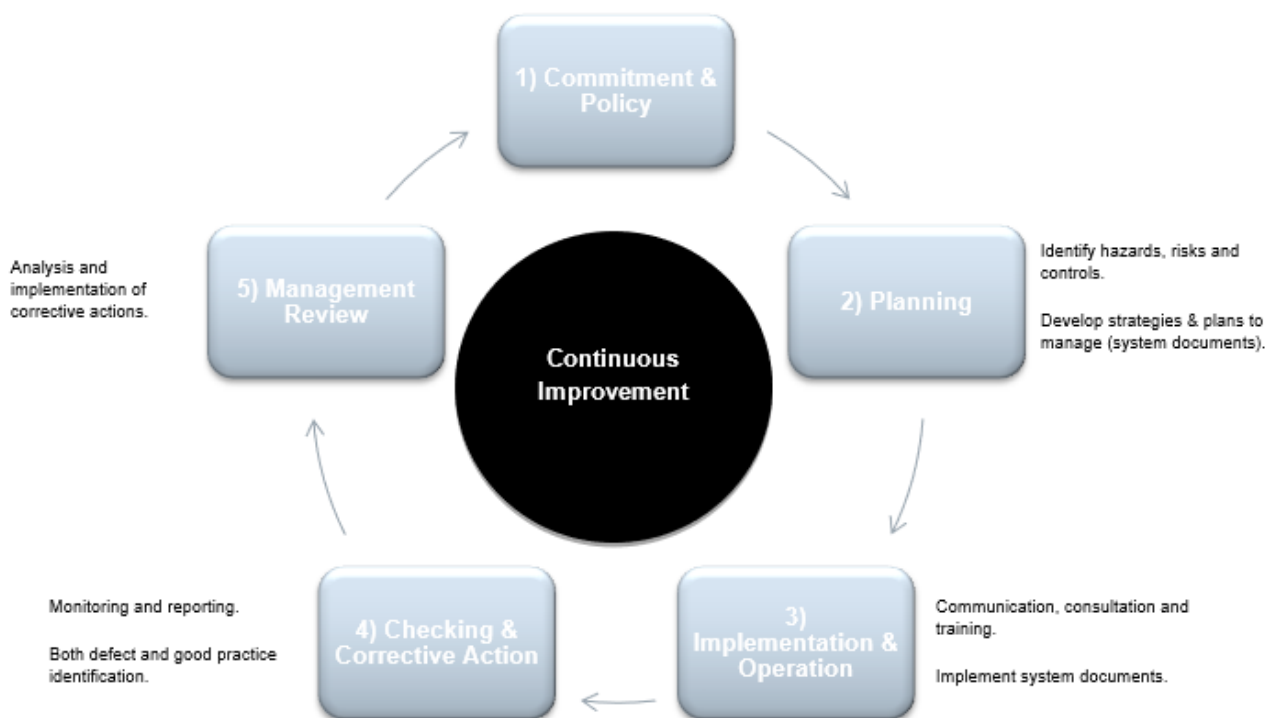 1) Commitment &
Policy
2) Planning
Identify hazards, risks and
controls.
Develop strategies & plans to
manage (system documents).
3)
Implementation &
Operation
Communication, consultation and
training.
Implement system documents.
4) Checking &
Corrective Action
Monitoring and reporting.
Both defect and good practice
identification.
5) Management
Review
Analysis and
implementation of
corrective actions.
Continuous
Improvement